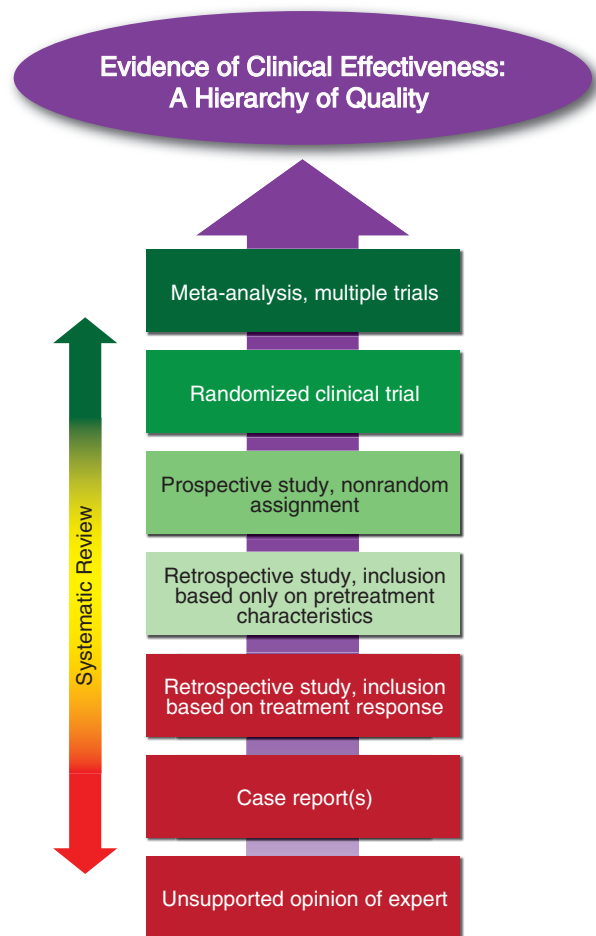 Evidence of Clinical Effectiveness:
A Hierarchy of Quality
Meta-analysis, multiple trials
Randomized clinical trial
Prospective study, nonrandom
assignment
Retrospective study, inclusion
based only on pretreatment
characteristics
Retrospective study, inclusion
based on treatment response
Case report(s)
Unsupported opinion of expert
Systematic Review